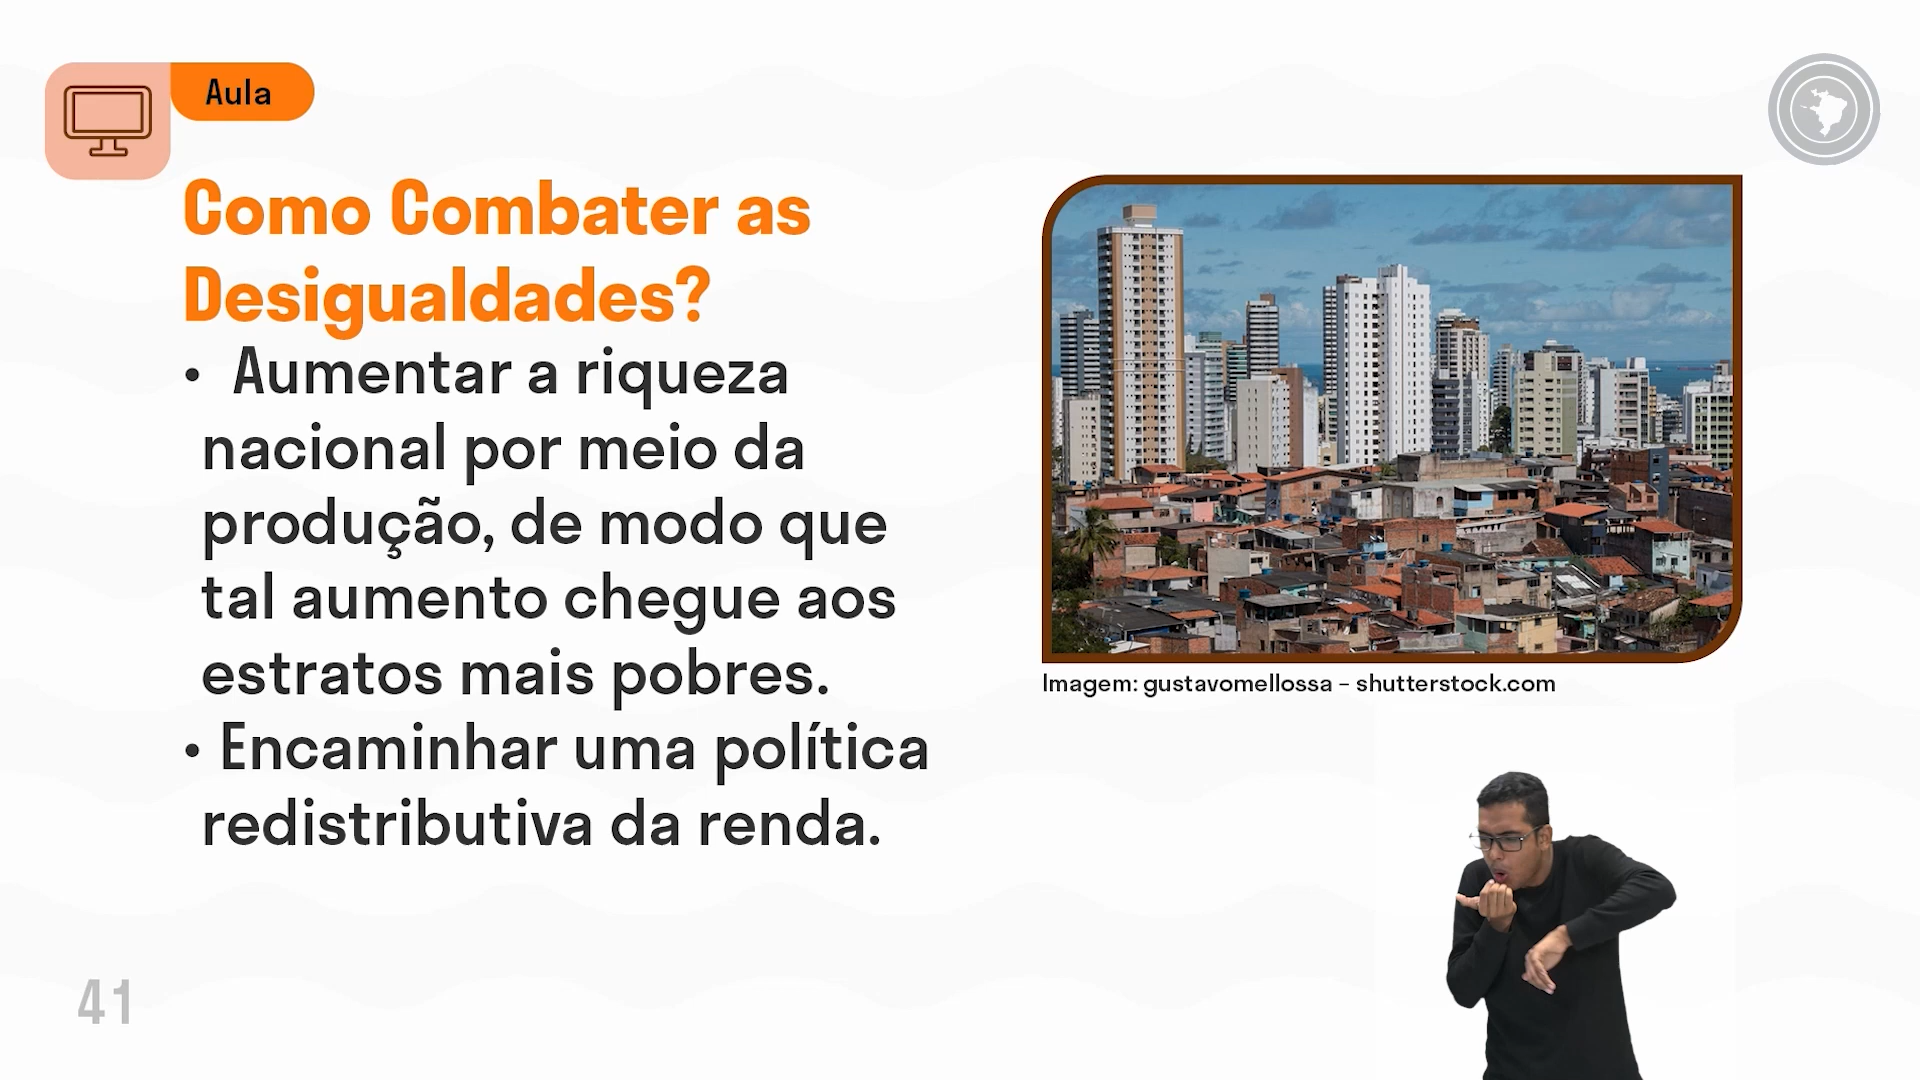 Aula
Como Combater as
Desigualdades?
• Aumentar a riqueza
nacional por meio da
produção, de modo que
tal aumento chegue aos
estratos mais pobres.
• Encaminhar uma política
redistributiva da renda.
Imagem: gustavomellossa – shutterstock.com
41